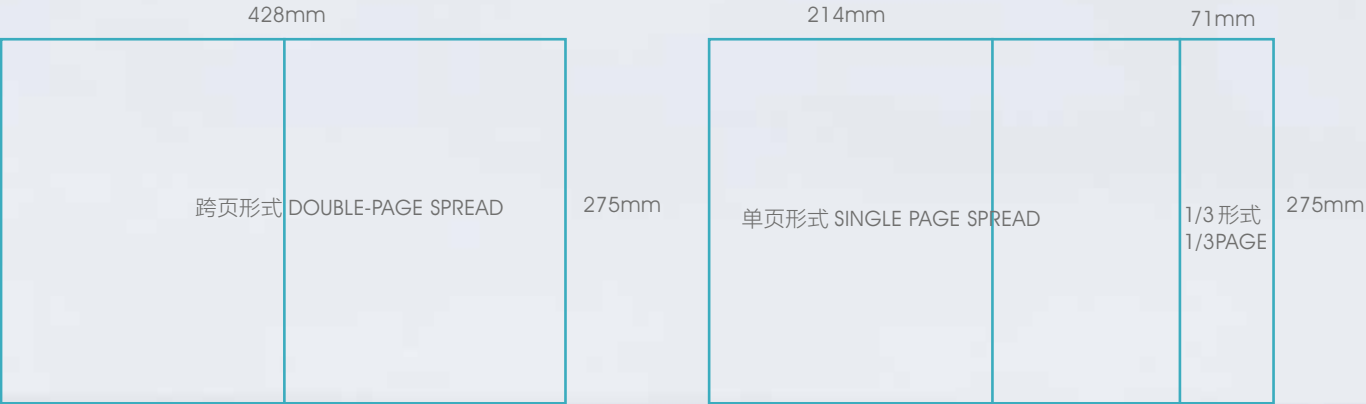 428mm
214mm
71mm
跨页形式 DOUBLE-PAGE SPREAD
275mm
单页形式 SINGLE PAGE SPREAD
1/3 形式
1/3PAGE
275mm